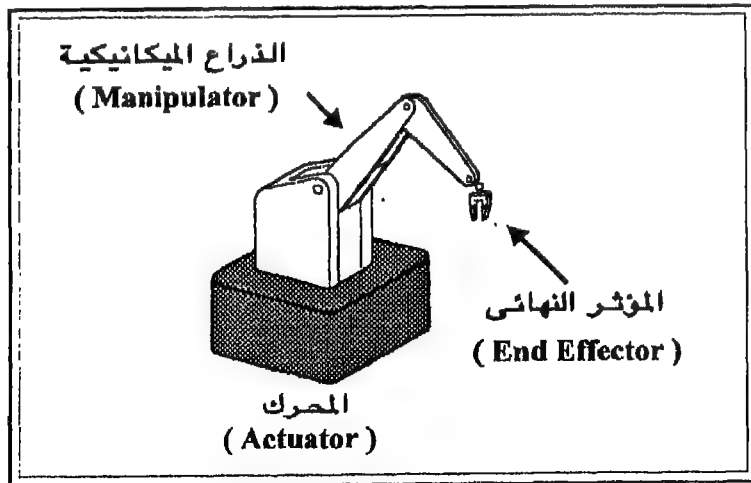 الذراع الميكانيكية
( Manipulator )
المؤثر النهائى
( End Effector )
المحرك
( Actuator )